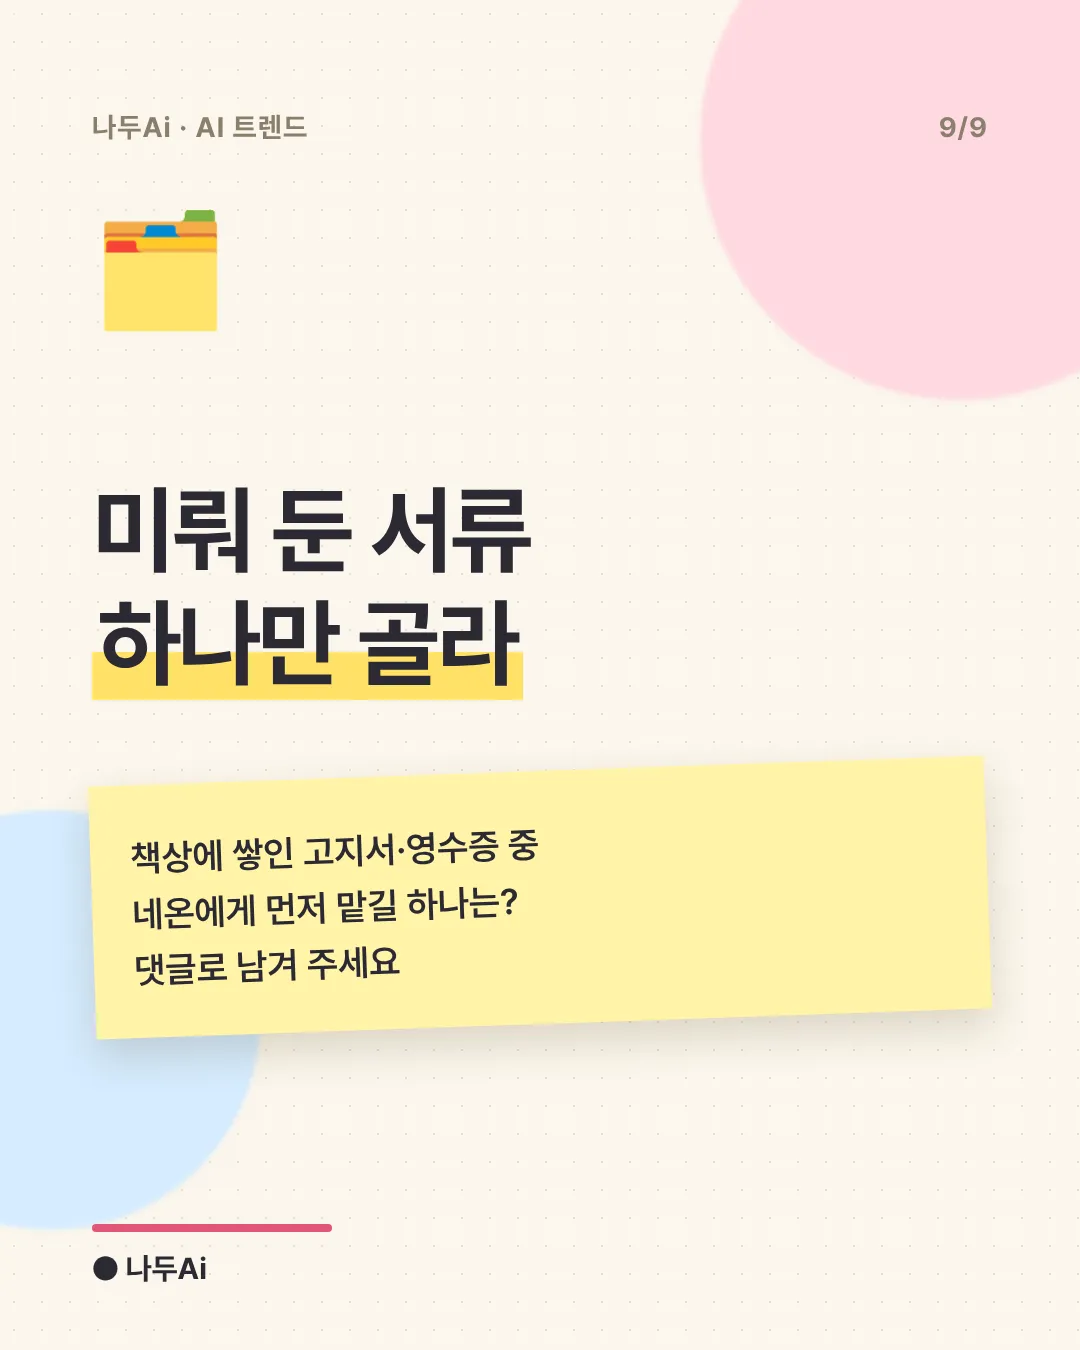 나두Ai · AI 트렌드
9/9
미뤄 둔 서류
하나만 골라
책상에 쌓인 고지서·영수증 중
네온에게 먼저 맡길 하나는?
댓글로 남겨 주세요
나두Ai